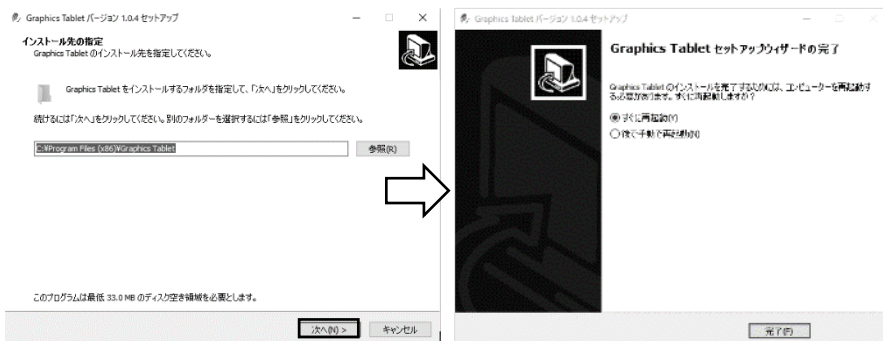 Graphics Tablet バージョン 1.0.4 セットアップ
インストール先の指定
Graphics Tablet のインストール先を指定してください。
Graphics Tablet をインストールするフォルダを指定して、「次へ」をクリックしてください。
続けるには「次へ」をクリックしてください。別のフォルダーを選択するには「参照」をクリックしてください。
C:¥Program Files (x86)¥Graphics Tablet
参照(R)
このプログラムは最低 33.0 MB のディスク空き領域を必要とします。
次へ(N) >
キャンセル
Graphics Tablet バージョン 1.0.4 セットアップ
Graphics Tablet セットアップウィザードの完了
Graphics Tablet のインストールを完了するためには、コンピューターを再起動す
る必要があります。すぐに再起動しますか?
すぐに再起動(Y)
後で手動で再起動(N)
完了(F)